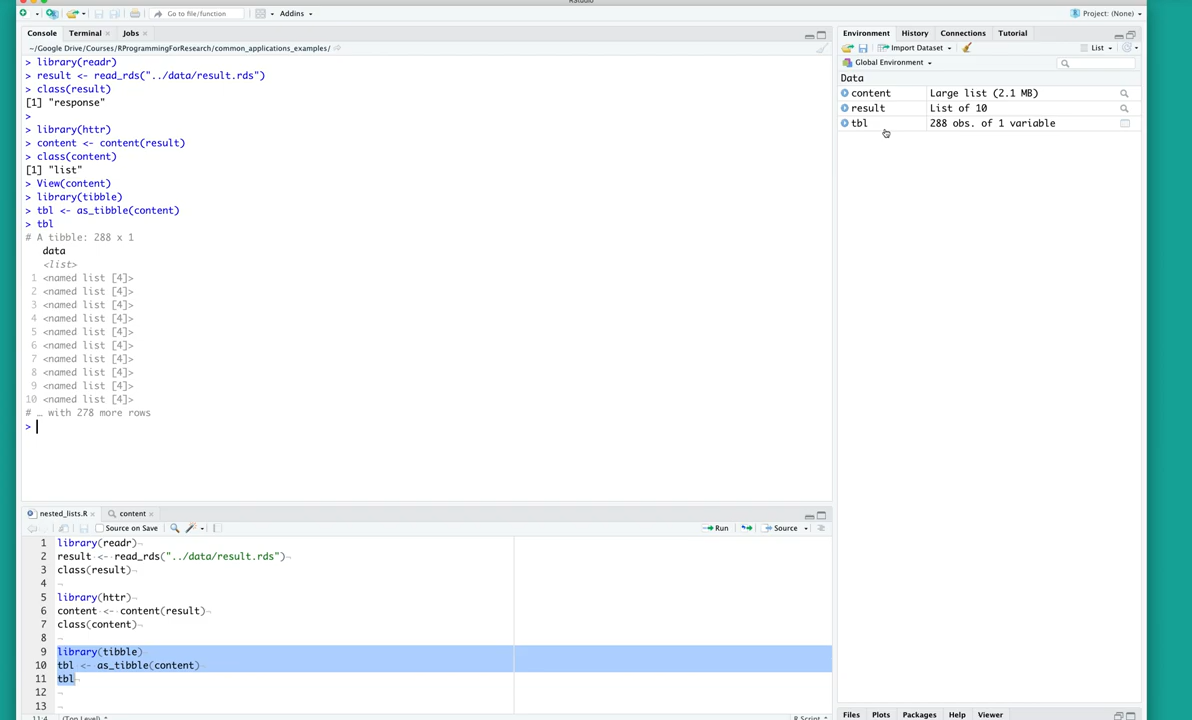 RStudio
Go to file/function
Addins
Project: (None)
Console Terminal Jobs
~/Google Drive/Courses/RProgrammingForResearch/common_applications_examples/
> library(readr)
> result <- read_rds("../data/result.rds")
> class(result)
[1] "response"
>
> library(httr)
> content <- content(result)
> class(content)
[1] "list"
> View(content)
> library(tibble)
> tbl <- as_tibble(content)
> tbl
# A tibble: 288 x 1
data
<list>
1 <named list [4]>
2 <named list [4]>
3 <named list [4]>
4 <named list [4]>
5 <named list [4]>
6 <named list [4]>
7 <named list [4]>
8 <named list [4]>
9 <named list [4]>
10 <named list [4]>
# … with 278 more rows
>
nested_lists.R content
Source on Save Run Source
1 library(readr)¬
2 result <- read_rds("../data/result.rds")¬
3 class(result)¬
4 ¬
5 library(httr)¬
6 content <- content(result)¬
7 class(content)¬
8 ¬
9 library(tibble)¬
10 tbl <- as_tibble(content)¬
11 tbl¬
12 ¬
13 ¬
11:4 (Top Level) R Script
Environment History Connections Tutorial
Import Dataset List
Global Environment
Data
content Large list (2.1 MB)
result List of 10
tbl 288 obs. of 1 variable
Files Plots Packages Help Viewer